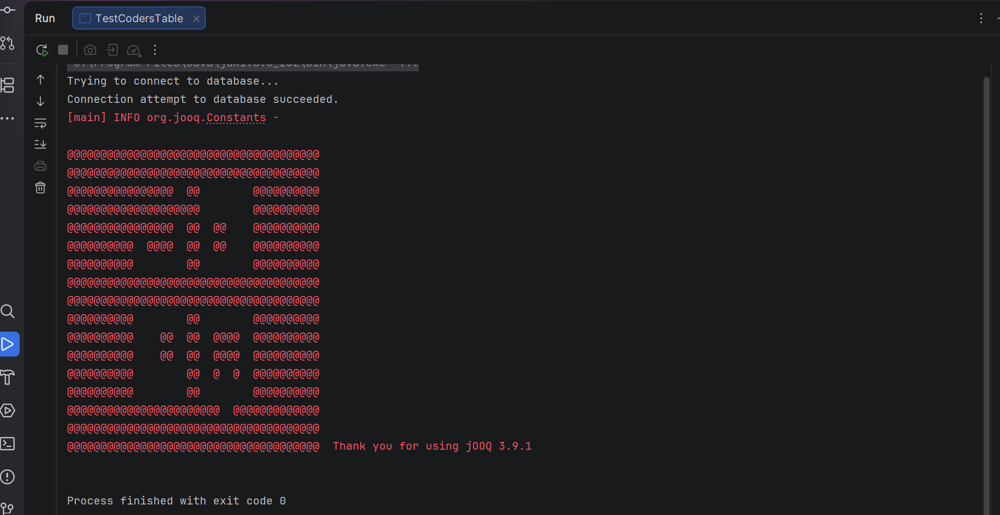 Run TestCodersTable
Trying to connect to database...
Connection attempt to database succeeded.
[main] INFO org.jooq.Constants -
@@@@@@@@@@@@@@@@@@@@@@@@@@@@@@@@@@@@@@
@@@@@@@@@@@@@@@@@@@@@@@@@@@@@@@@@@@@@@
@@@@@@@@@@@@@@@@  @@        @@@@@@@@@@
@@@@@@@@@@@@@@@@@@@@        @@@@@@@@@@
@@@@@@@@@@@@@@@@  @@  @@    @@@@@@@@@@
@@@@@@@@@@  @@@@  @@  @@    @@@@@@@@@@
@@@@@@@@@@        @@        @@@@@@@@@@
@@@@@@@@@@@@@@@@@@@@@@@@@@@@@@@@@@@@@@
@@@@@@@@@@@@@@@@@@@@@@@@@@@@@@@@@@@@@@
@@@@@@@@@@        @@        @@@@@@@@@@
@@@@@@@@@@    @@  @@  @@@@  @@@@@@@@@@
@@@@@@@@@@    @@  @@  @@@@  @@@@@@@@@@
@@@@@@@@@@        @@  @  @  @@@@@@@@@@
@@@@@@@@@@        @@        @@@@@@@@@@
@@@@@@@@@@@@@@@@@@@@@@@  @@@@@@@@@@@@@
@@@@@@@@@@@@@@@@@@@@@@@@@@@@@@@@@@@@@@
@@@@@@@@@@@@@@@@@@@@@@@@@@@@@@@@@@@@@@  Thank you for using jOOQ 3.9.1
Process finished with exit code 0